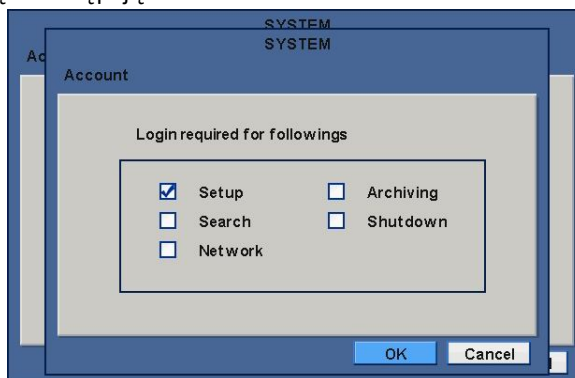 SYSTEM
SYSTEM
Account
Login required for followings
Setup Archiving
Search Shutdown
Network
OK Cancel